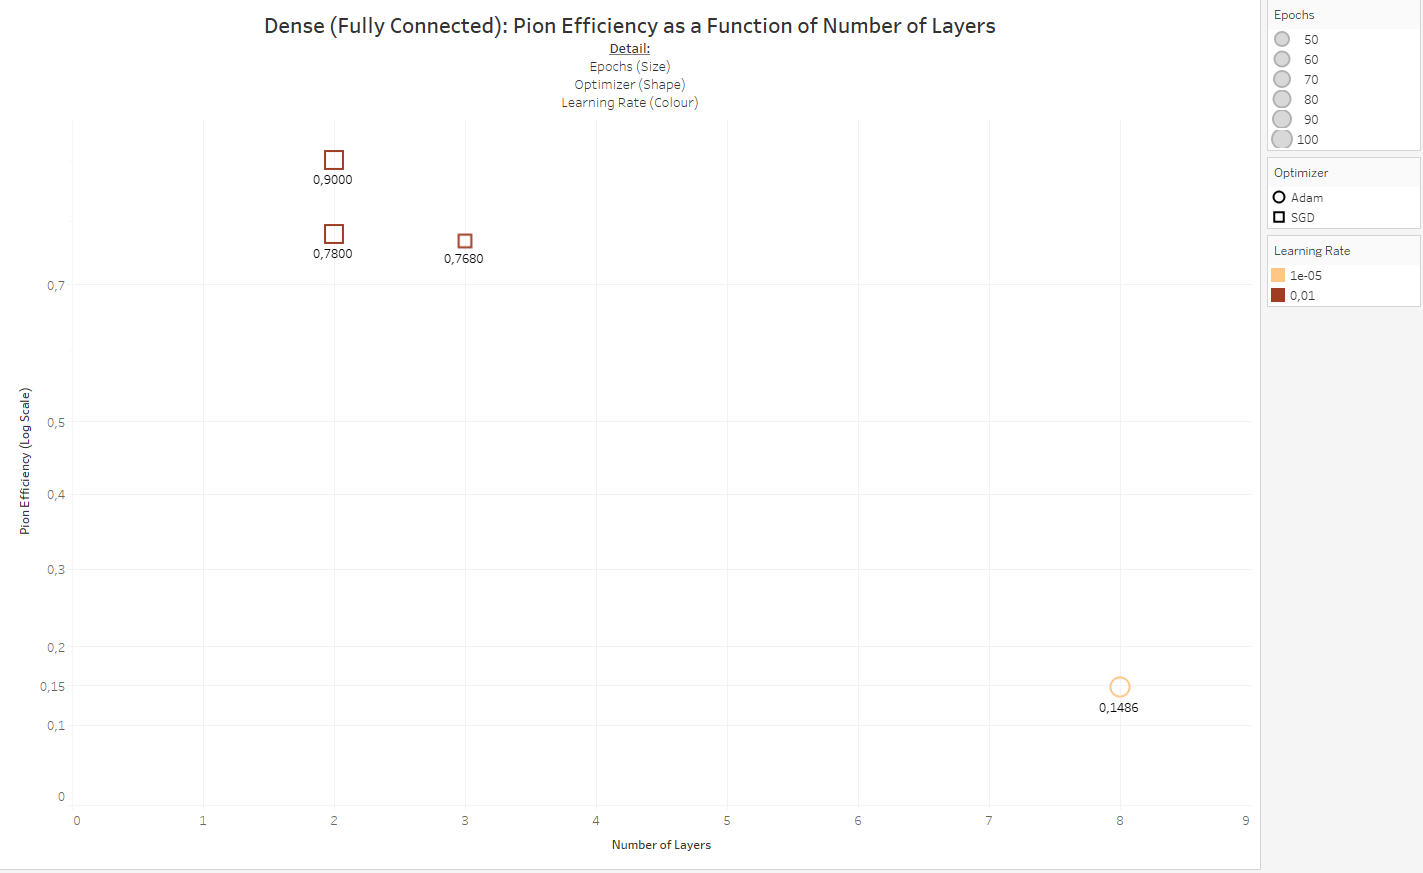 Dense (Fully Connected): Pion Efficiency as a Function of Number of Layers
Detail:
Epochs (Size)
Optimizer (Shape)
Learning Rate (Colour)
0,9000
0,7800
0,7680
0,1486
Pion Efficiency (Log Scale)
0,7
0,5
0,4
0,3
0,2
0,15
0,1
0
0 1 2 3 4 5 6 7 8 9
Number of Layers
Epochs
50
60
70
80
90
100
Optimizer
Adam
SGD
Learning Rate
1e-05
0,01